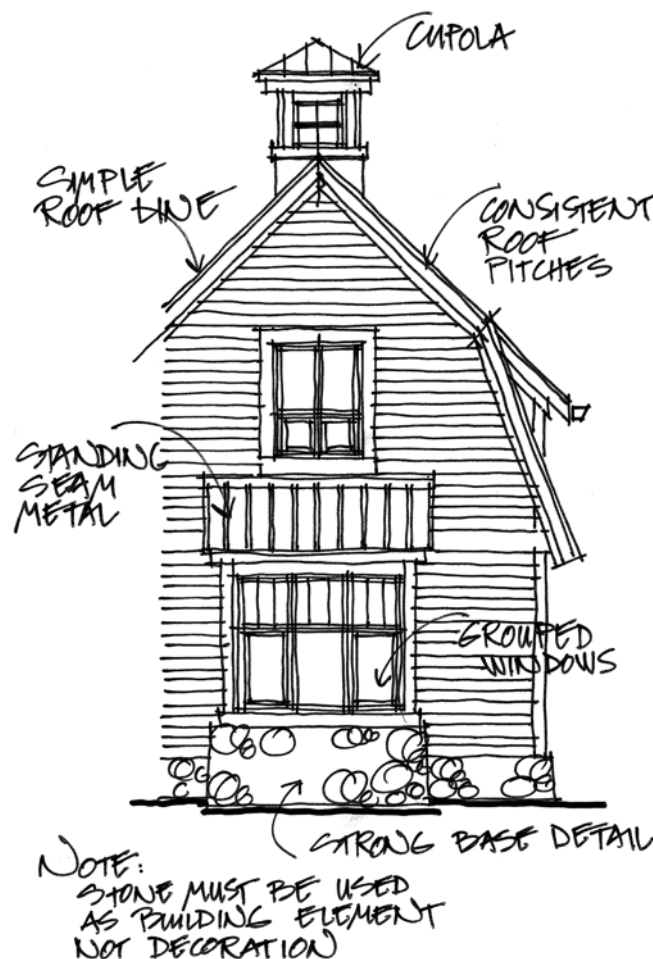 CUPOLA
SIMPLE
ROOF LINE
CONSISTENT
ROOF
PITCHES
STANDING
SEAM
METAL
GROUPED
WINDOWS
STRONG BASE DETAIL
NOTE:
STONE MUST BE USED
AS BUILDING ELEMENT
NOT DECORATION